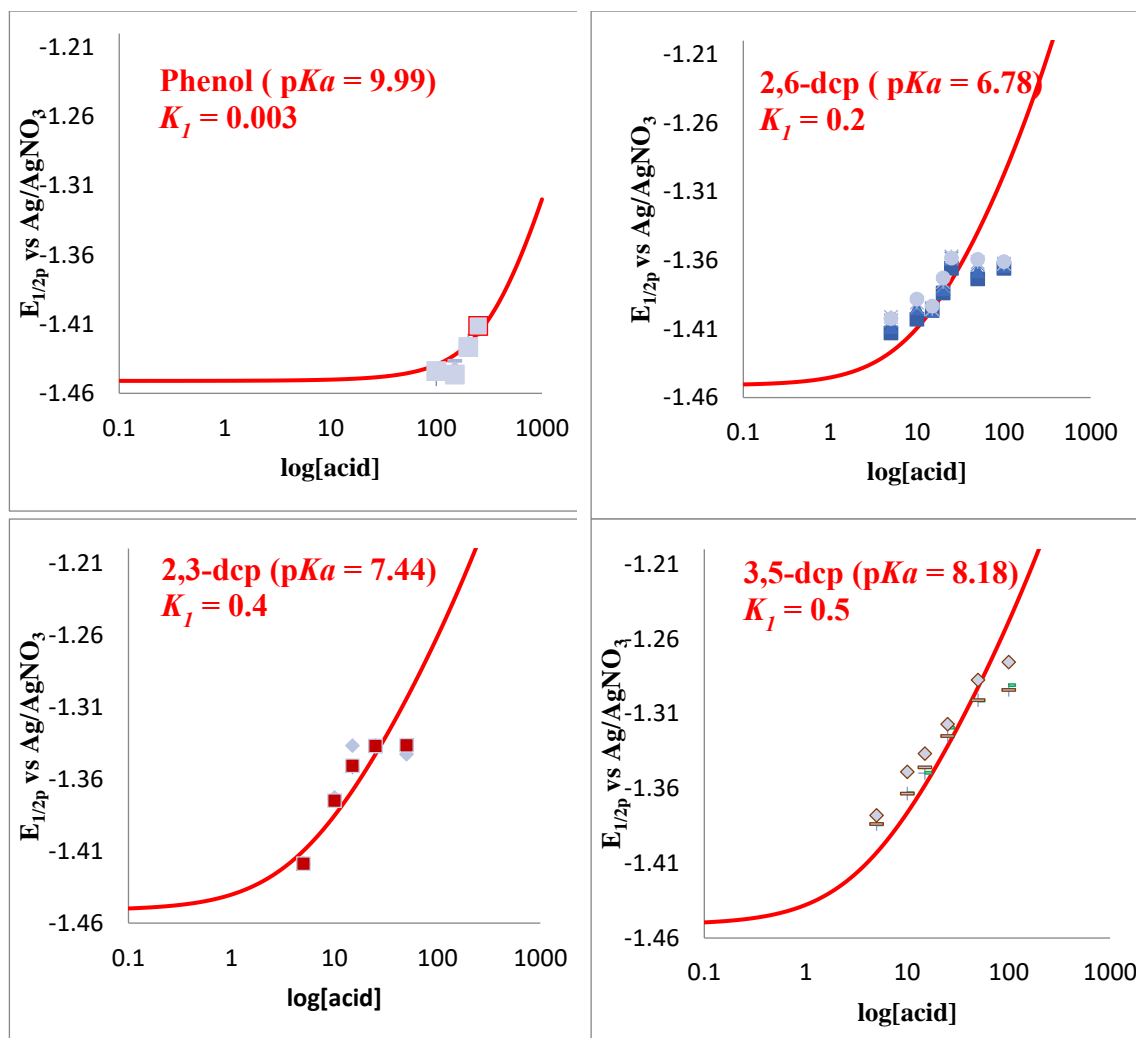 Phenol ( pKa = 9.99)
K1 = 0.003
E1/2p vs Ag/AgNO3
-1.21
-1.26
-1.31
-1.36
-1.41
-1.46
0.1 1 10 100 1000
log[acid]
2,6-dcp ( pKa = 6.78)
K1 = 0.2
E1/2p vs Ag/AgNO3
-1.21
-1.26
-1.31
-1.36
-1.41
-1.46
0.1 1 10 100 1000
log[acid]
2,3-dcp (pKa = 7.44)
K1 = 0.4
E1/2p vs Ag/AgNO3
-1.21
-1.26
-1.31
-1.36
-1.41
-1.46
0.1 1 10 100 1000
log[acid]
3,5-dcp (pKa = 8.18)
K1 = 0.5
E1/2p vs Ag/AgNO3
-1.21
-1.26
-1.31
-1.36
-1.41
-1.46
0.1 1 10 100 1000
log[acid]